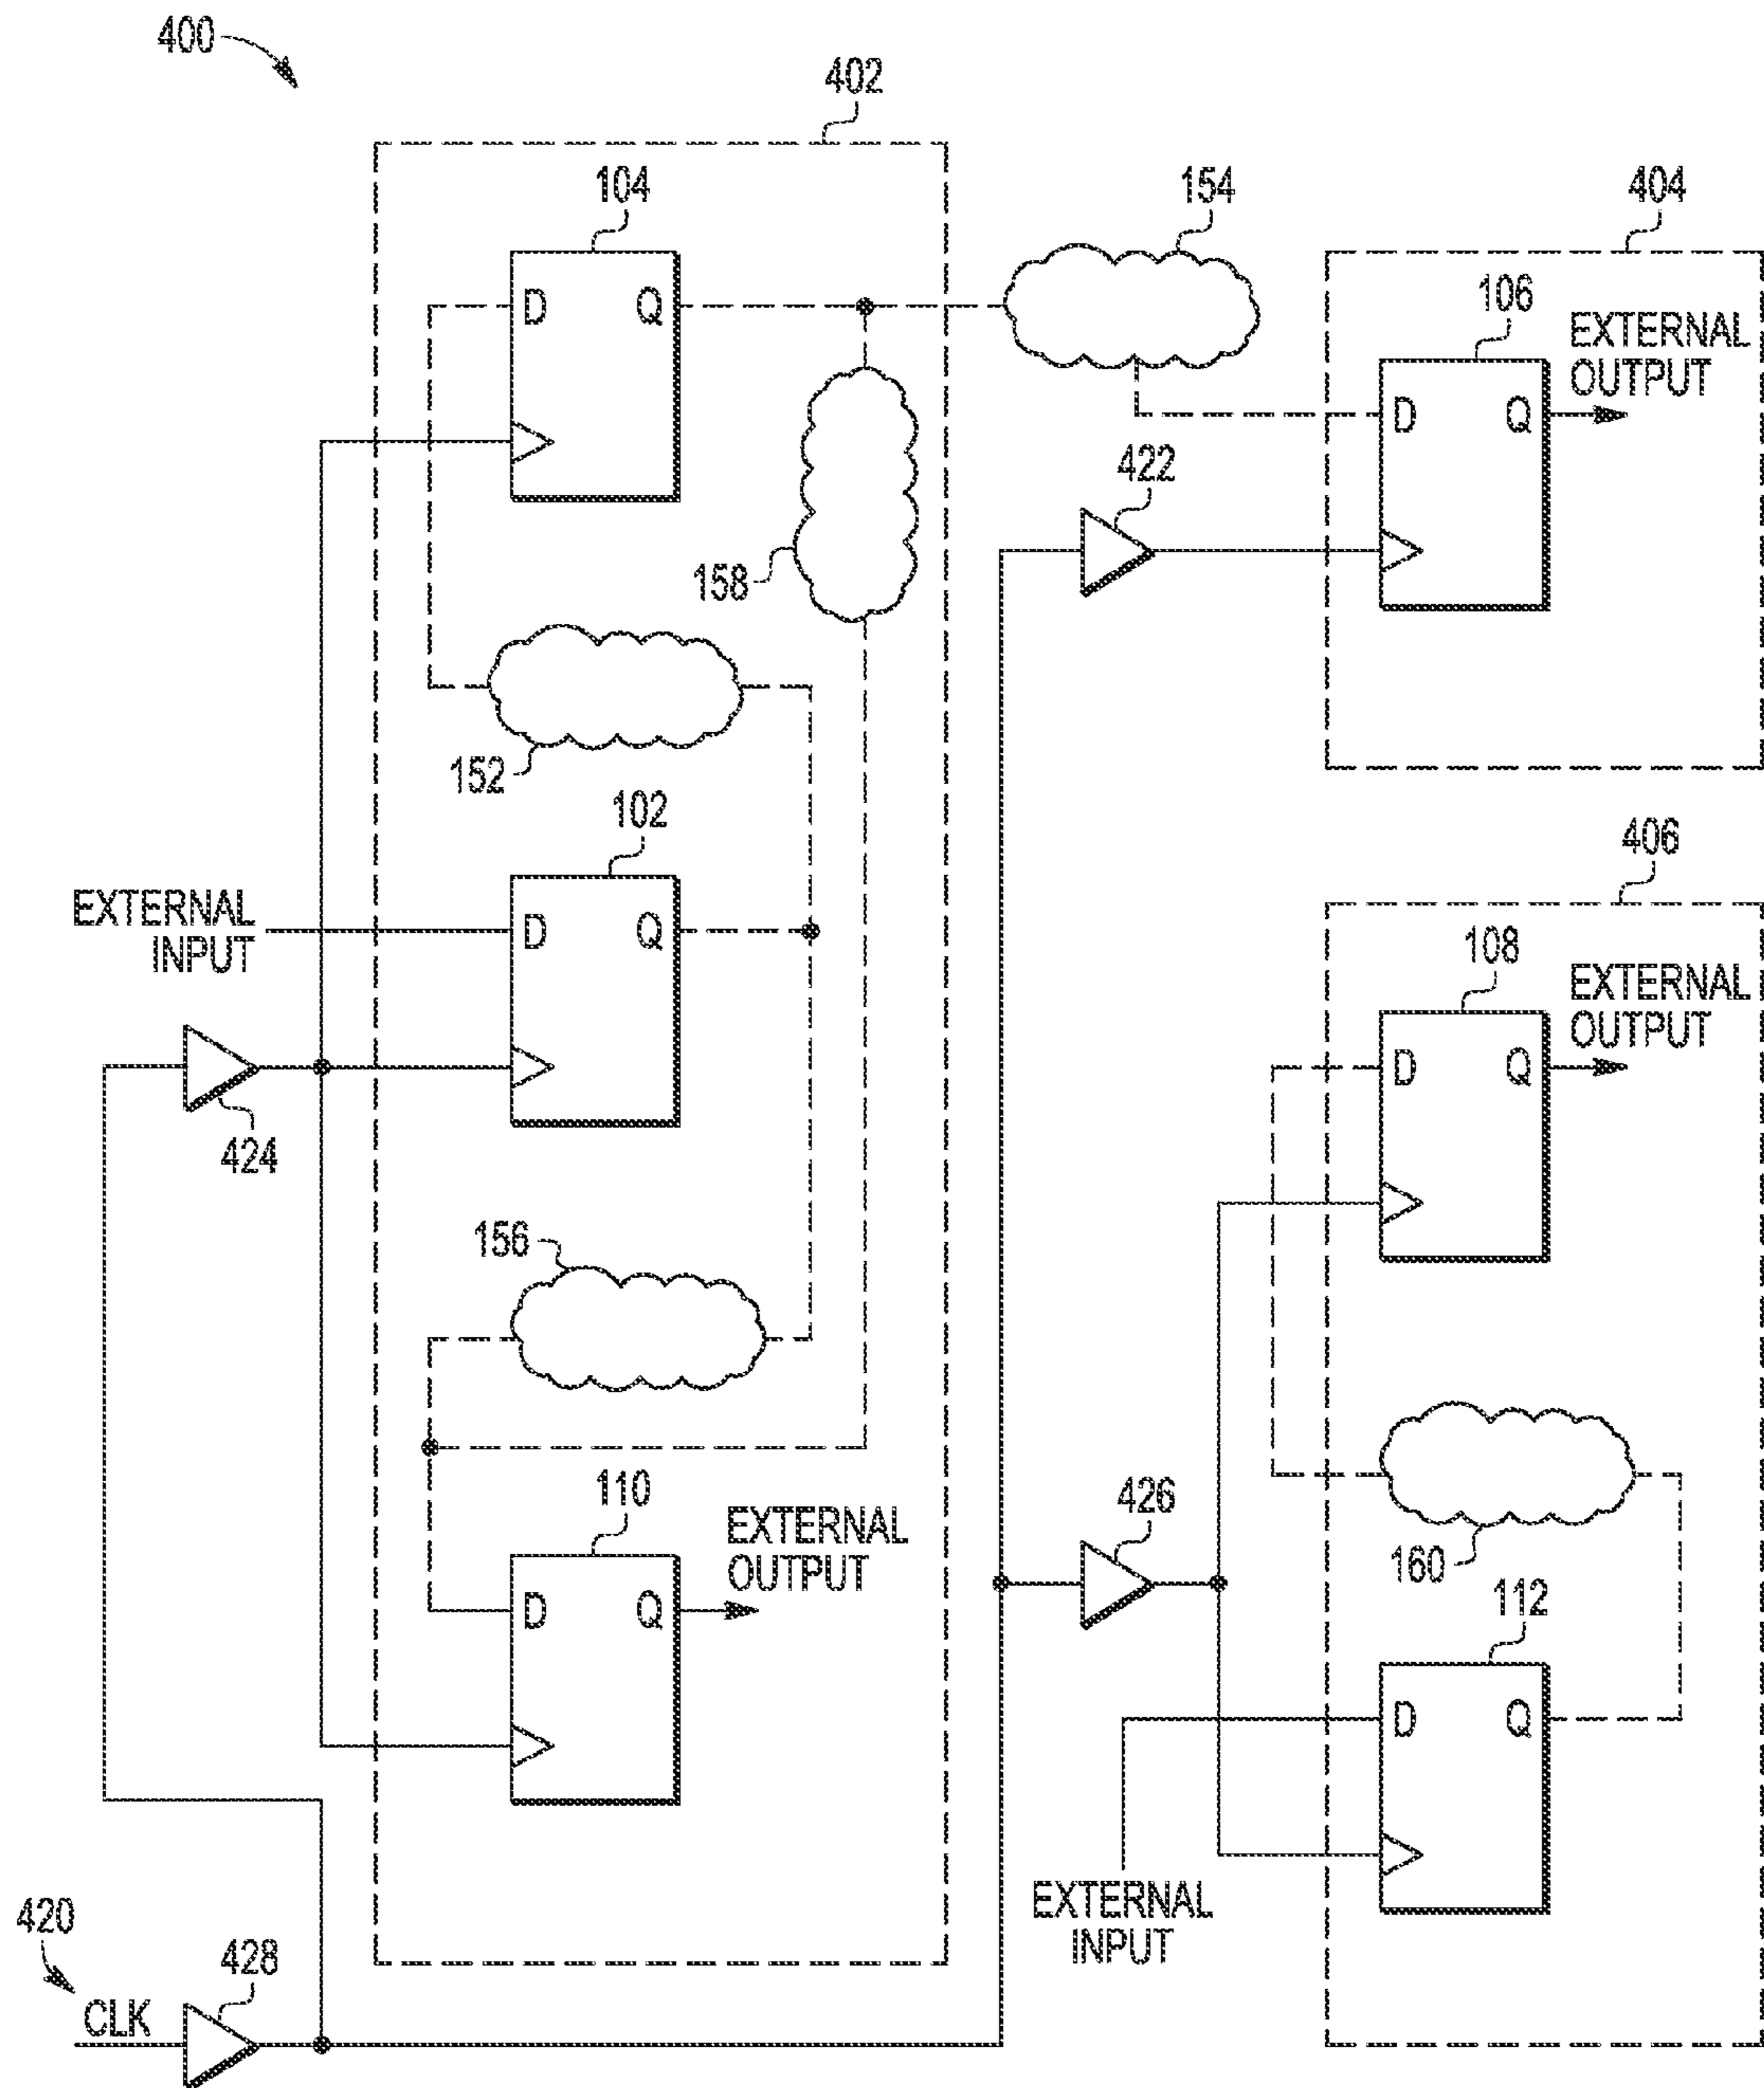 400
402
104
154
404
D Q
106
EXTERNAL
OUTPUT
D Q
422
158
152
102
406
EXTERNAL
INPUT
D Q
108
EXTERNAL
OUTPUT
D Q
424
156
110
EXTERNAL
OUTPUT
426
160
D Q
112
D Q
EXTERNAL
INPUT
420
428
CLK